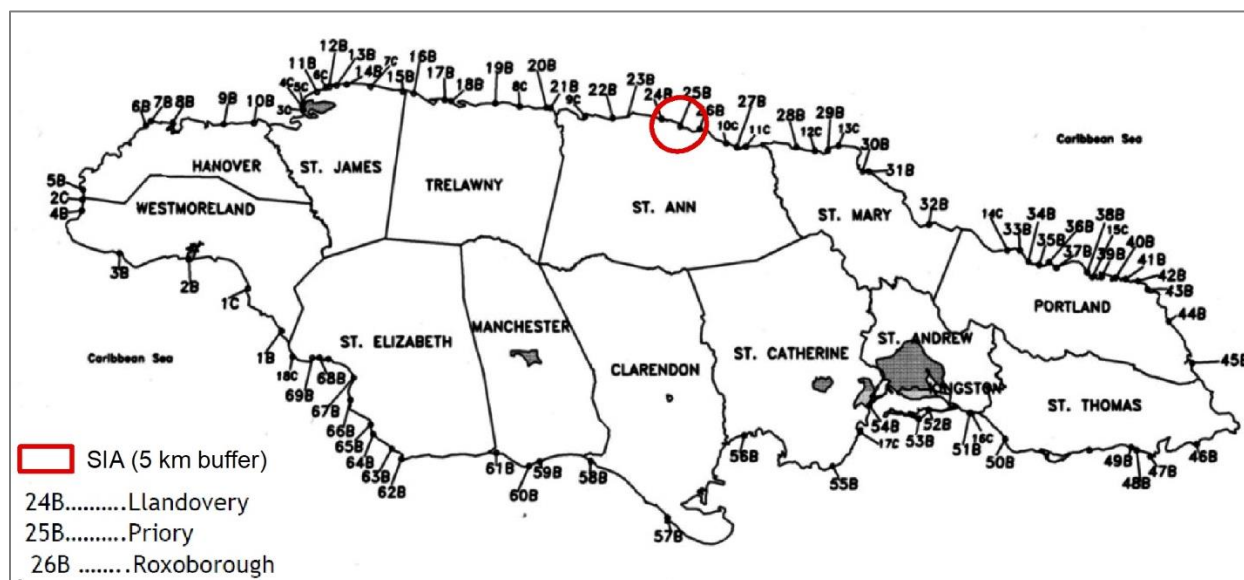 12B
11B
13B
6C
7C
16B
4C
5C
14B
15B
17B
18B
19B
8C
20B
21B
9C
22B
23B
24B
25B
26B
27B
10C
11C
28B
12C
29B
13C
30B
31B
6B
7B
8B
9B
10B
3C
Caribbean Sea
HANOVER
ST. JAMES
TRELAWNY
ST. ANN
ST. MARY
5B
2C
4B
WESTMORELAND
32B
14C
33B
34B
35B
36B
37B
38B
15C
39B
40B
41B
42B
43B
3B
2B
1C
44B
PORTLAND
1B
Caribbean Sea
18C
69B
68B
67B
ST. ELIZABETH
MANCHESTER
CLARENDON
ST. CATHERINE
ST. ANDREW
KINGSTON
ST. THOMAS
45B
66B
65B
64B
63B
62B
61B
60B
59B
58B
57B
56B
55B
17C
54B
53B
52B
51B
16C
50B
49B
48B
47B
46B
SIA (5 km buffer)
24B..........Llandovery
25B..........Priory
26B ........Roxoborough